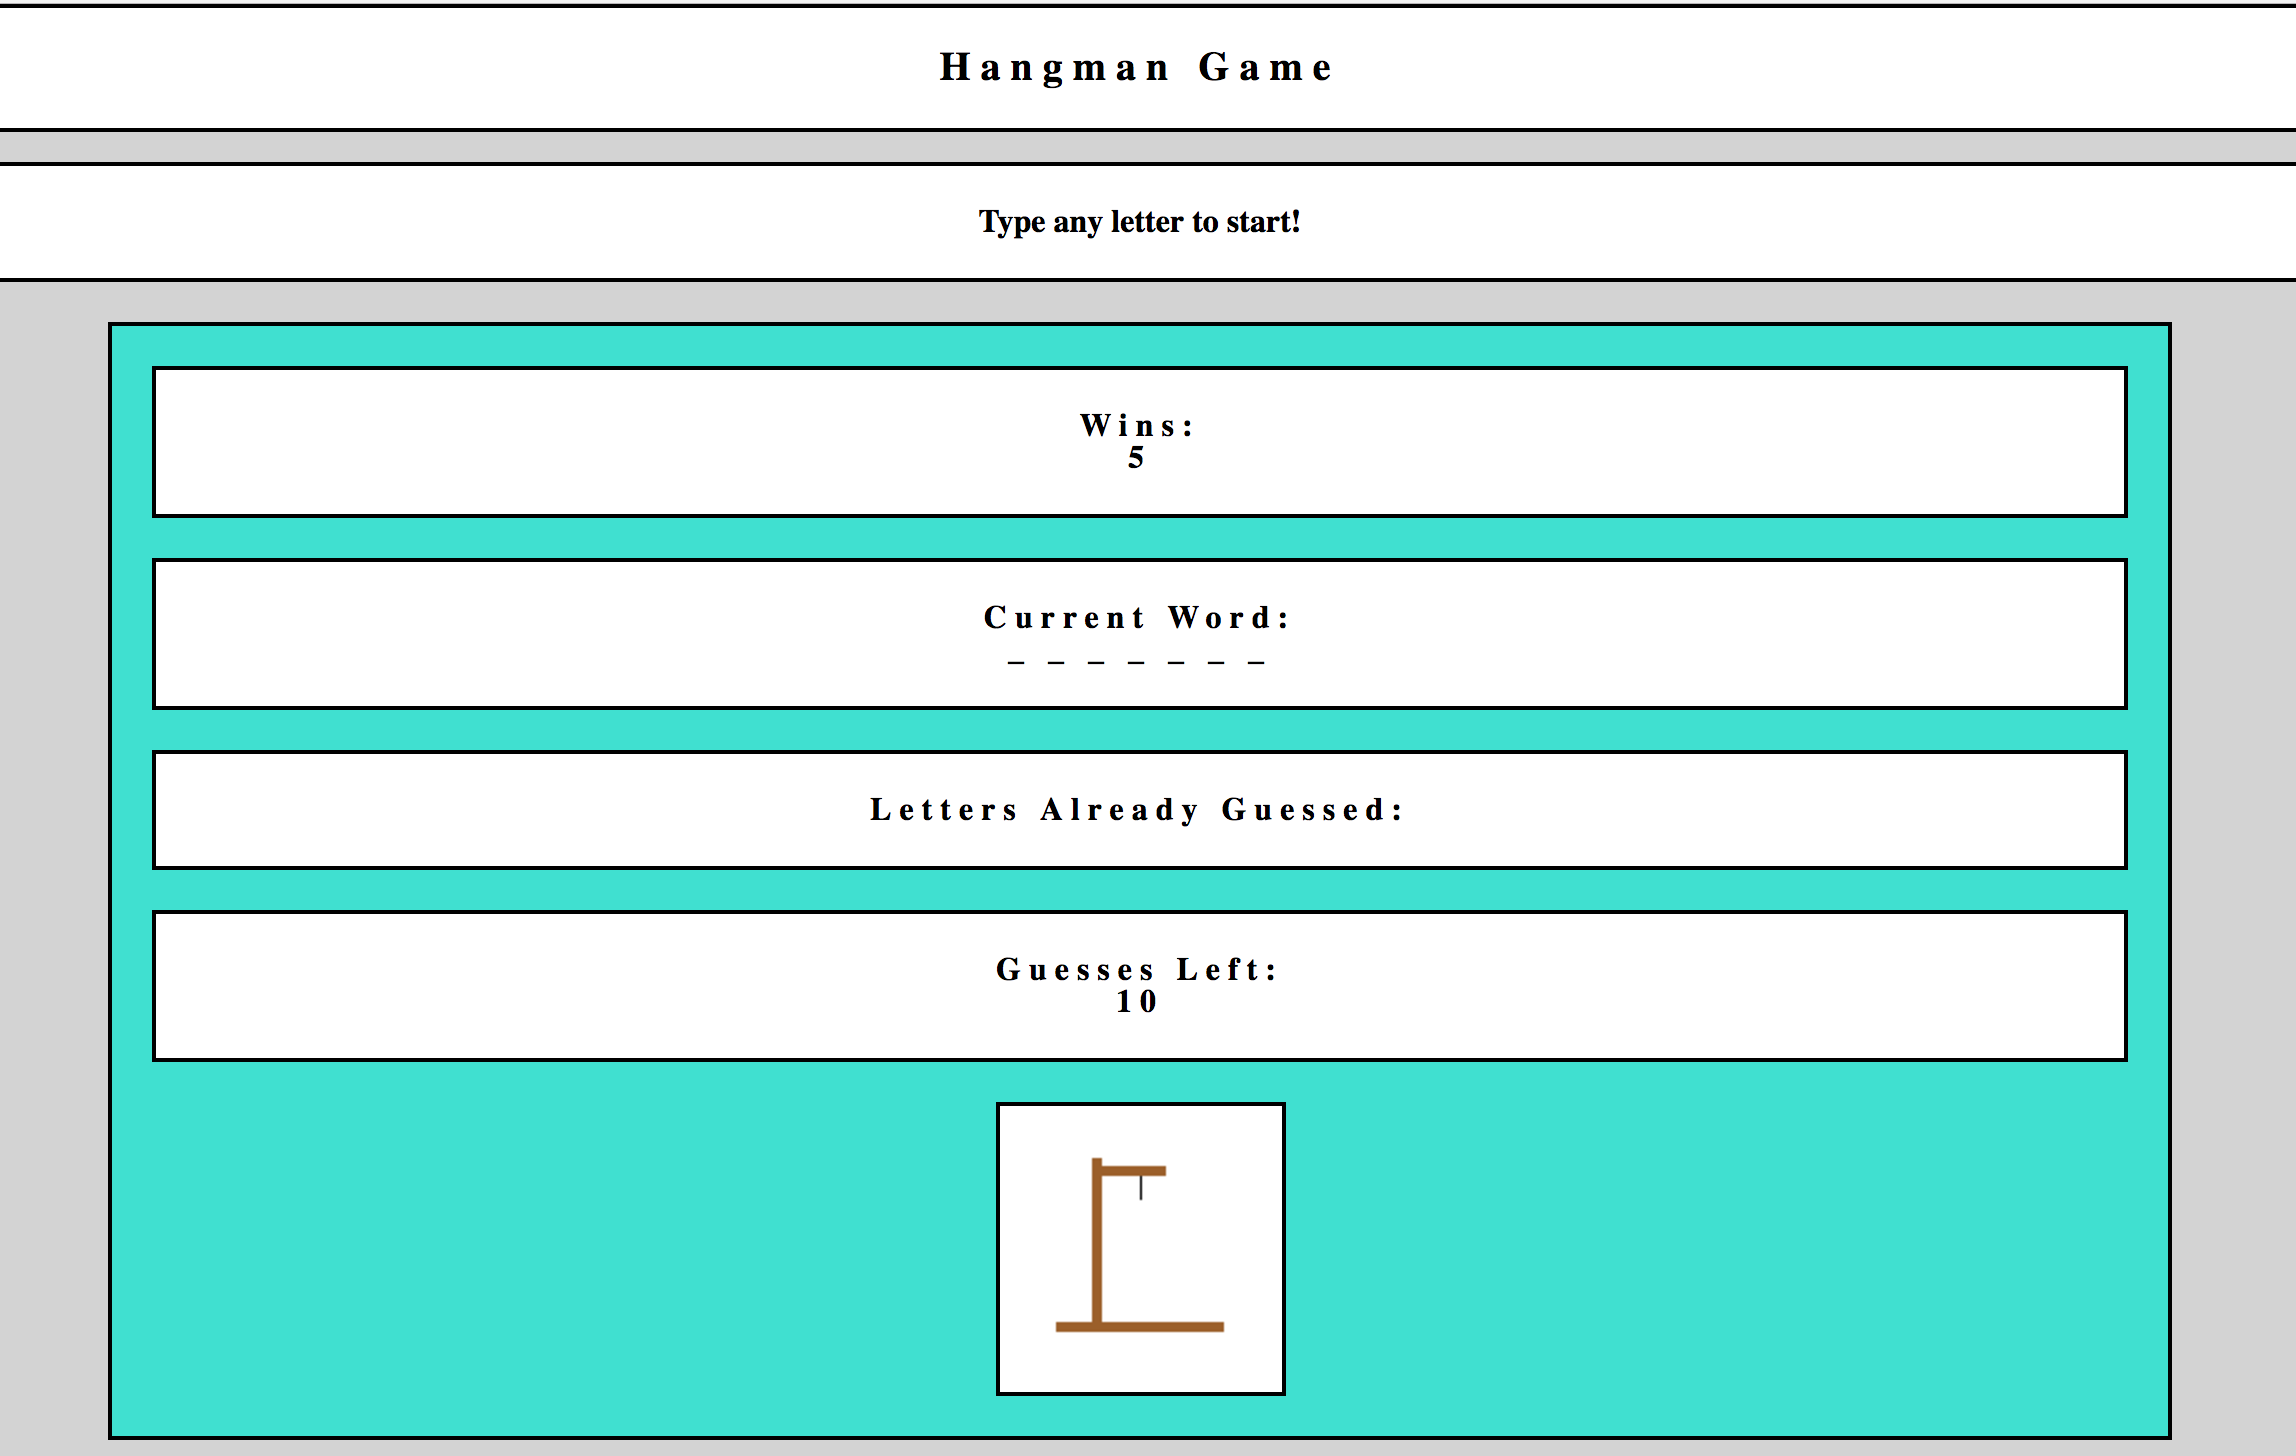 Hangman Game
Type any letter to start!
Wins:
5
Current Word:
_ _ _ _ _ _ _
Letters Already Guessed:
Guesses Left:
10